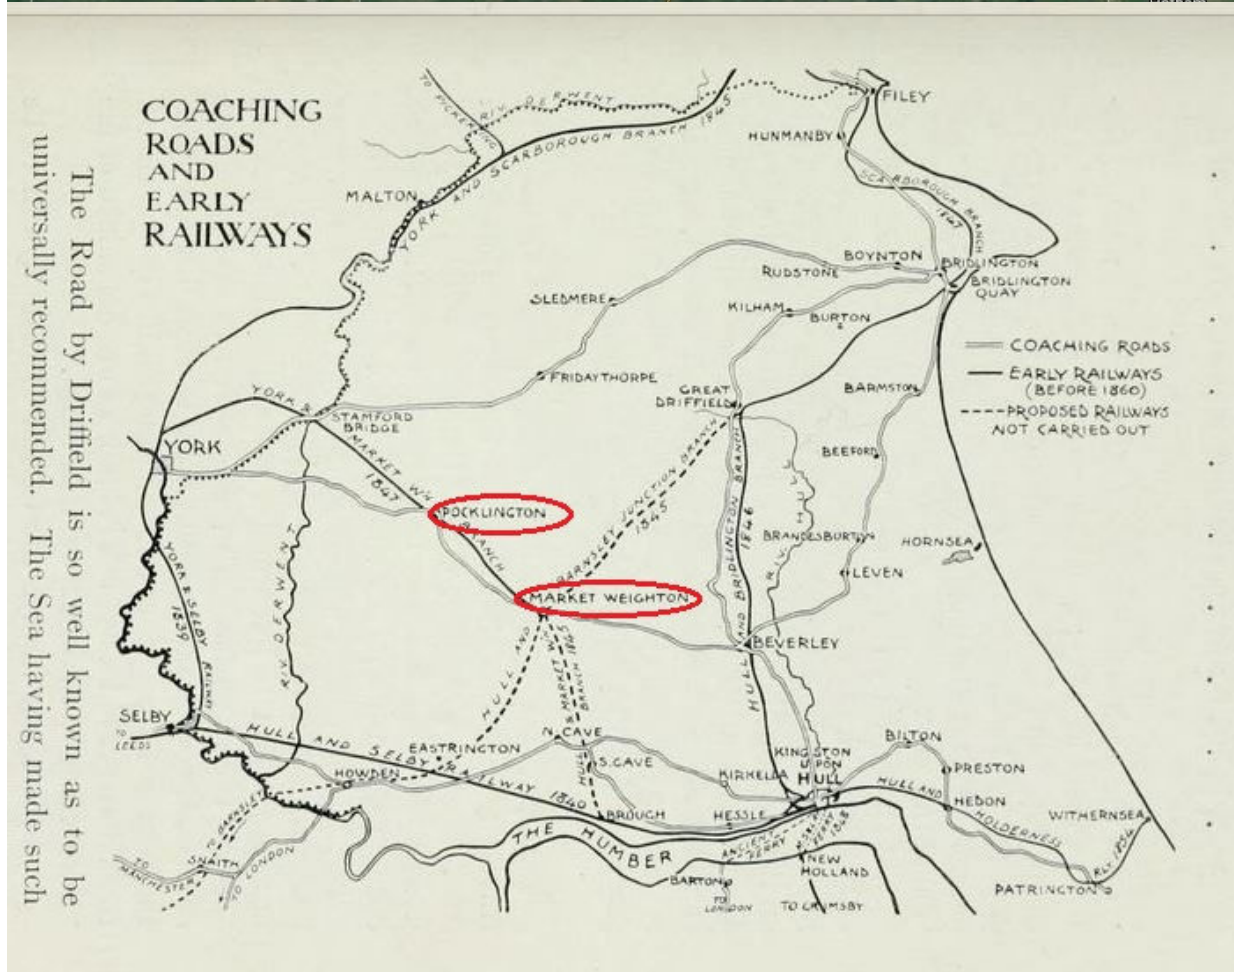 COACHING
ROADS
AND
EARLY
RAILWAYS
The Road by Driffield is so well known as to be
universally recommended. The Sea having made such
TO PICKERING
RIV. DERWENT
YORK AND SCARBOROUGH BRANCH 1845
MALTON
FILEY
HUNMANBY
SCARBOROUGH BRANCH
1847
BOYNTON
RUDSTONE
BRIDLINGTON
BRIDLINGTON
QUAY
SLEDMERE
KILHAM
BURTON
COACHING ROADS
EARLY RAILWAYS
(BEFORE 1860)
PROPOSED RAILWAYS
NOT CARRIED OUT
FRIDAYTHORPE
GREAT
DRIFFIELD
BARMSTON
YORK &
MARKET W'N
BRANCH
1847
STAMFORD
BRIDGE
YORK
BEEFORD
POCKLINGTON
BARNSLEY JUNCTION BRANCH
1845
HULL AND BRIDLINGTON BRANCH
1846
RIV. HULL
BRANDESBURTON
HORNSEA
LEVEN
RIV DERWENT
YORK & SELBY RAILWAY
1839
MARKET WEIGHTON
HULL AND
BEVERLEY
SELBY
TO
LEEDS
HULL AND SELBY RAILWAY 1840
EASTRINGTON
N. CAVE
S. CAVE
HOWDEN
KIRKELLA
KINGSTON
UPON
HULL
BILTON
PRESTON
HEDON
HULL AND
HOLDERNESS
RLY. 1854
WITHERNSEA
PATRINGTON
BROUGH
HESSLE
THE HUMBER
ANCIENT
FERRY
NEW
HOLLAND
BARTON
TO
LONDON
TO GRIMSBY
TO BARNSLEY
SNAITH
TO
MANCHESTER
TO LONDON